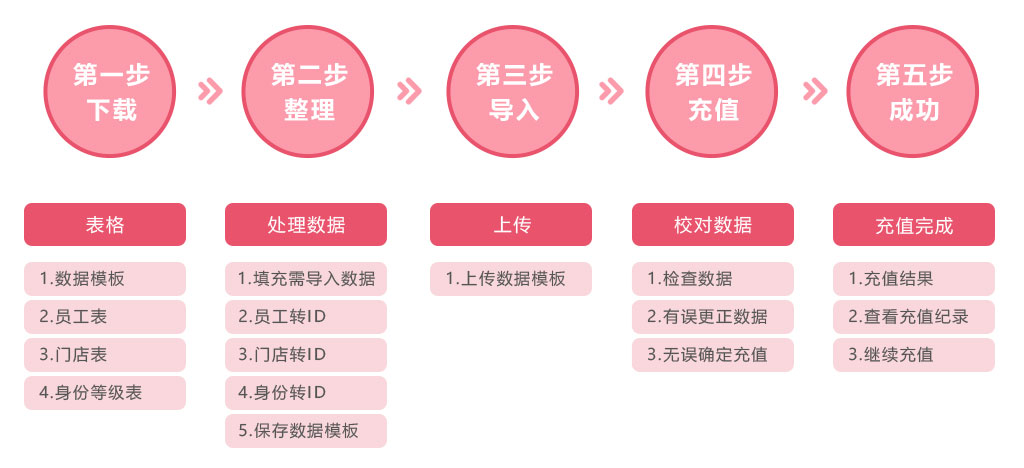 第一步
下载
第二步
整理
第三步
导入
第四步
充值
第五步
成功
表格
1.数据模板
2.员工表
3.门店表
4.身份等级表
处理数据
1.填充需导入数据
2.员工转ID
3.门店转ID
4.身份转ID
5.保存数据模板
上传
1.上传数据模板
校对数据
1.检查数据
2.有误更正数据
3.无误确定充值
充值完成
1.充值结果
2.查看充值纪录
3.继续充值